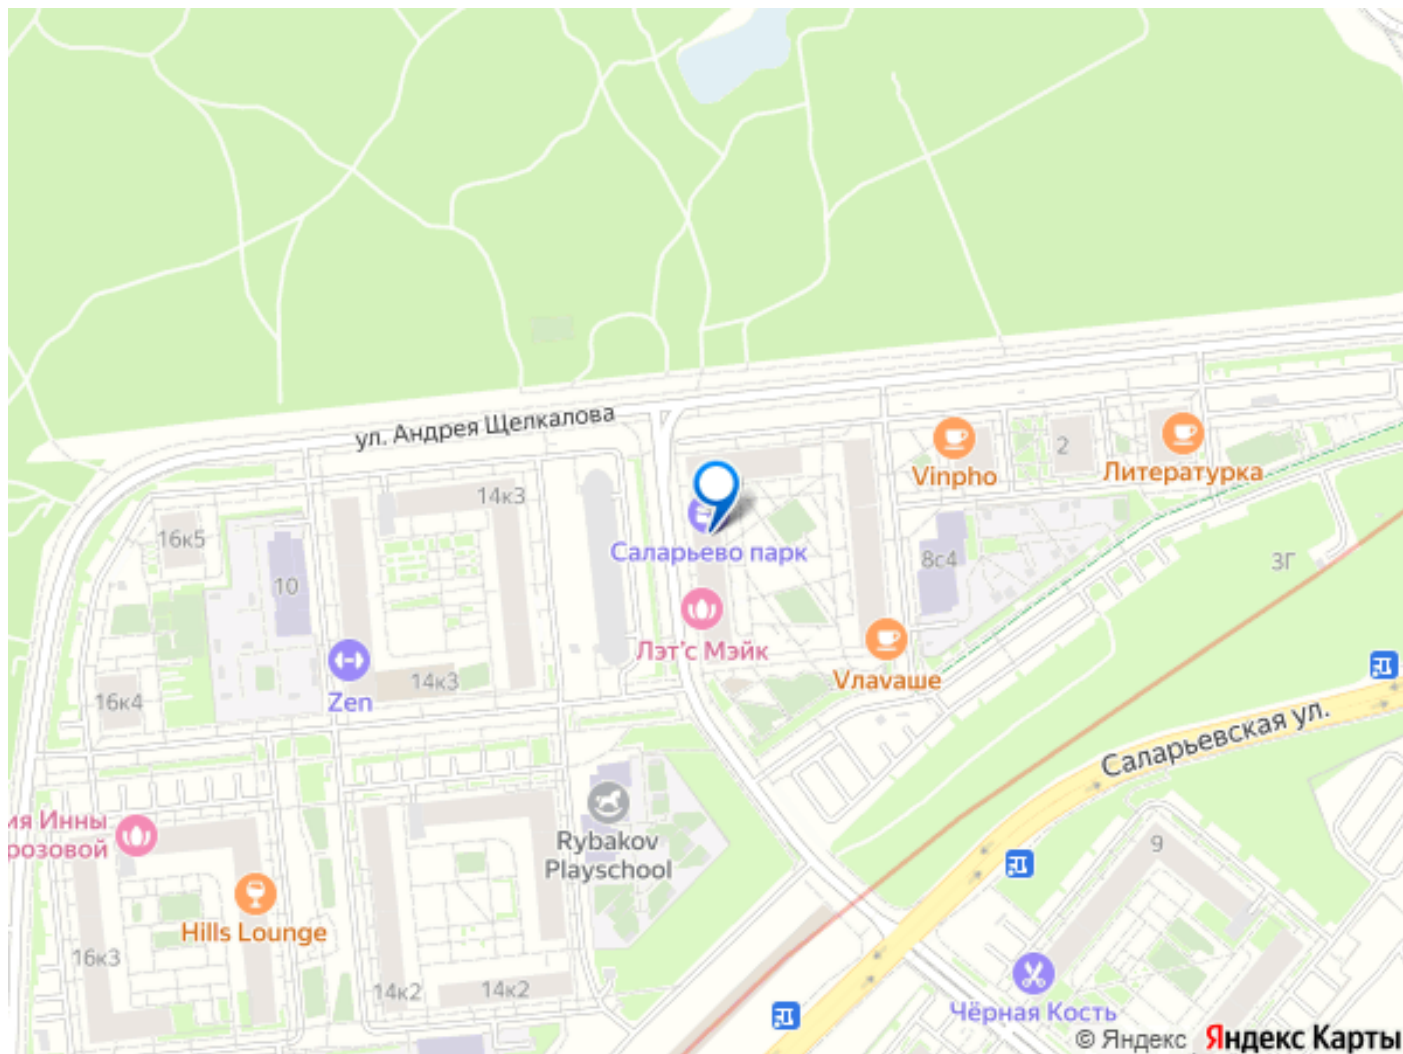 ул. Андрея Щелкалова
Vinpho
2
Литературка
14к3
16к5
Саларьево парк
8с4
3Г
10
Лэт'с Мэйк
Vлаvаше
14к3
16к4
Zen
Саларьевская ул.
ия Инны
розовой
Rybakov
Playschool
9
Hills Lounge
16к3
14к2
14к2
Чёрная Кость
© Яндекс Яндекс Карты